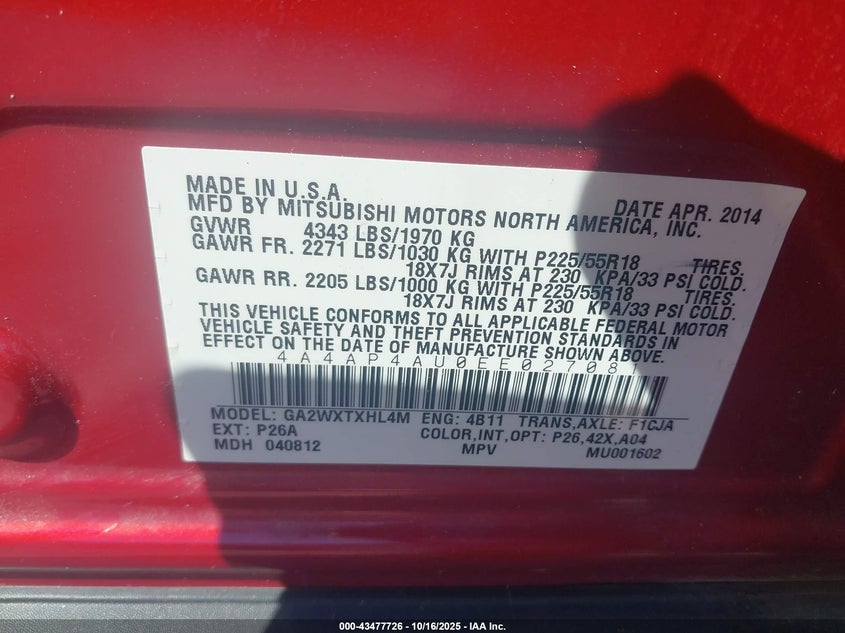 MADE IN U.S.A. DATE APR. 2014
MFD BY MITSUBISHI MOTORS NORTH AMERICA, INC.
GVWR 4343 LBS/1970 KG
GAWR FR. 2271 LBS/1030 KG WITH P225/55R18 TIRES.
18X7J RIMS AT 230 KPA/33 PSI COLD.
GAWR RR. 2205 LBS/1000 KG WITH P225/55R18 TIRES.
18X7J RIMS AT 230 KPA/33 PSI COLD.
THIS VEHICLE CONFORMS TO ALL APPLICABLE FEDERAL MOTOR
VEHICLE SAFETY AND THEFT PREVENTION STANDARDS IN
EFFECT ON THE DATE OF MANUFACTURE SHOWN ABOVE.
4A4AP4AU0EE027081
MODEL: GA2WXTXHL4M ENG: 4B11 TRANS,AXLE: F1CJA
EXT: P26A COLOR,INT,OPT: P26,42X,A04
MDH 040812 MPV MU001602
000-43477726 - 10/16/2025 - IAA Inc.